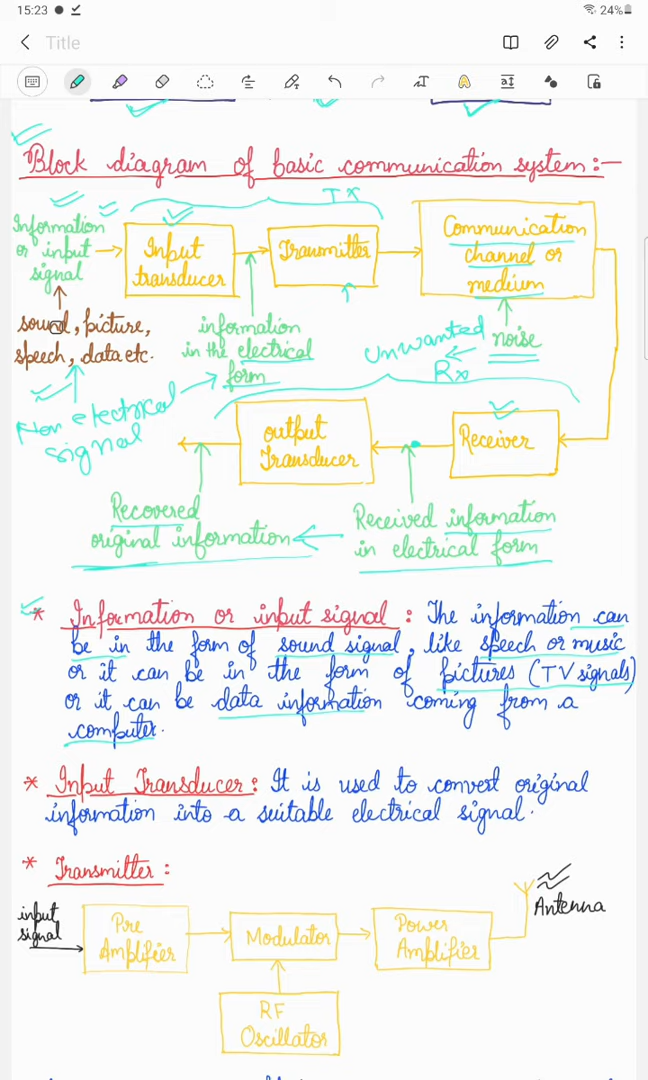 15:23
24%
Title
Block diagram of basic communication system:-
Information
or input
signal
Input
transducer
TX
Transmitter
Communication
channel or
medium
sound, picture,
speech, data etc.
information
in the electrical
form
Unwanted
noise
Rx
Non electrical
signal
output
Transducer
Receiver
Recovered
original information
Received information
in electrical form
* Information or input signal: The information can
be in the form of sound signal, like speech or music
or it can be in the form of pictures (TV signals)
or it can be data information coming from a
computer.
* Input Transducer: It is used to convert original
information into a suitable electrical signal.
* Transmitter:
input
signal
Pre
Amplifier
Modulator
Power
Amplifier
Antenna
RF
Oscillator